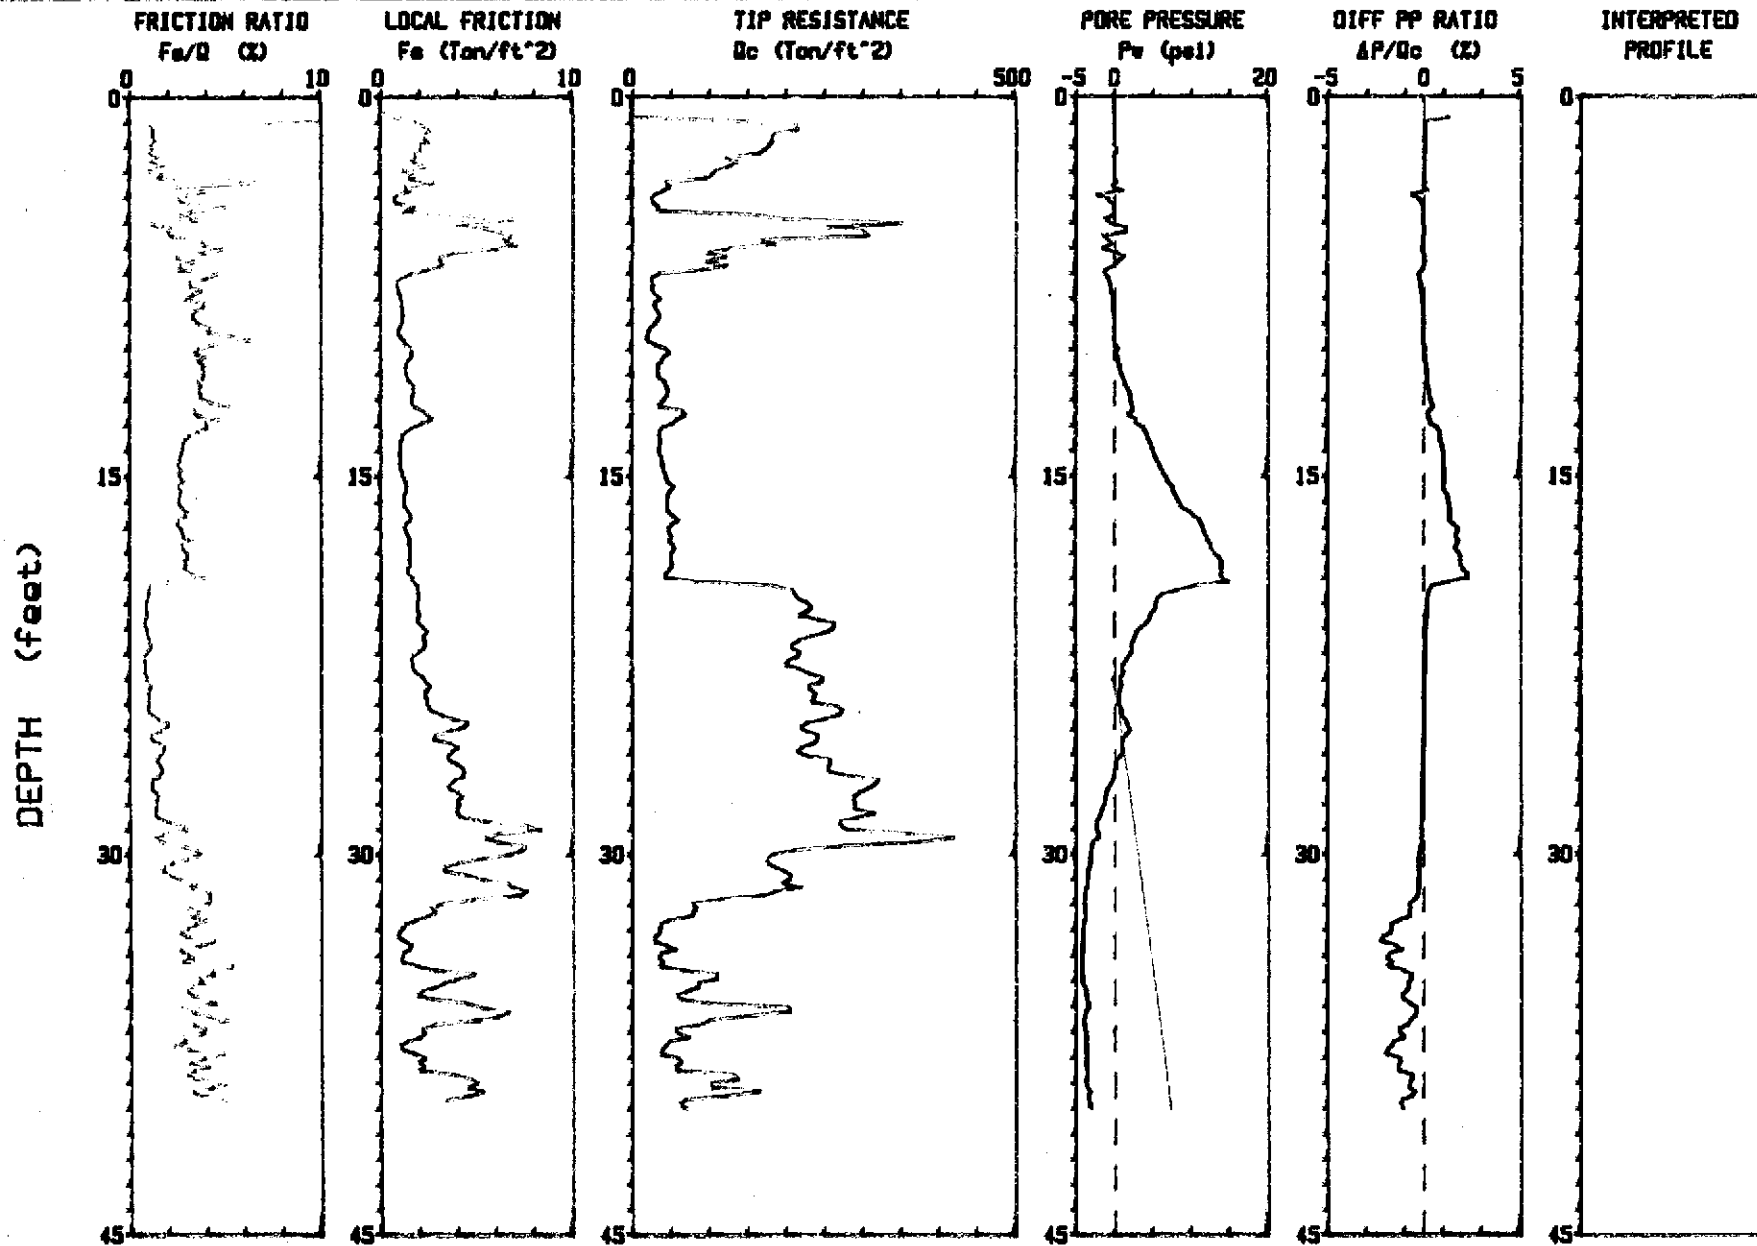 FRICTION RATIO
Fs/Q (%)
0 10
0
15
30
45
LOCAL FRICTION
Fs (Ton/ft^2)
0 10
0
15
30
45
TIP RESISTANCE
Qc (Ton/ft^2)
0 500
0
15
30
45
PORE PRESSURE
Pw (psi)
-5 0 20
0
15
30
45
DIFF PP RATIO
ΔP/Qc (%)
-5 0 5
0
15
30
45
INTERPRETED
PROFILE
0
15
30
45
DEPTH (feet)